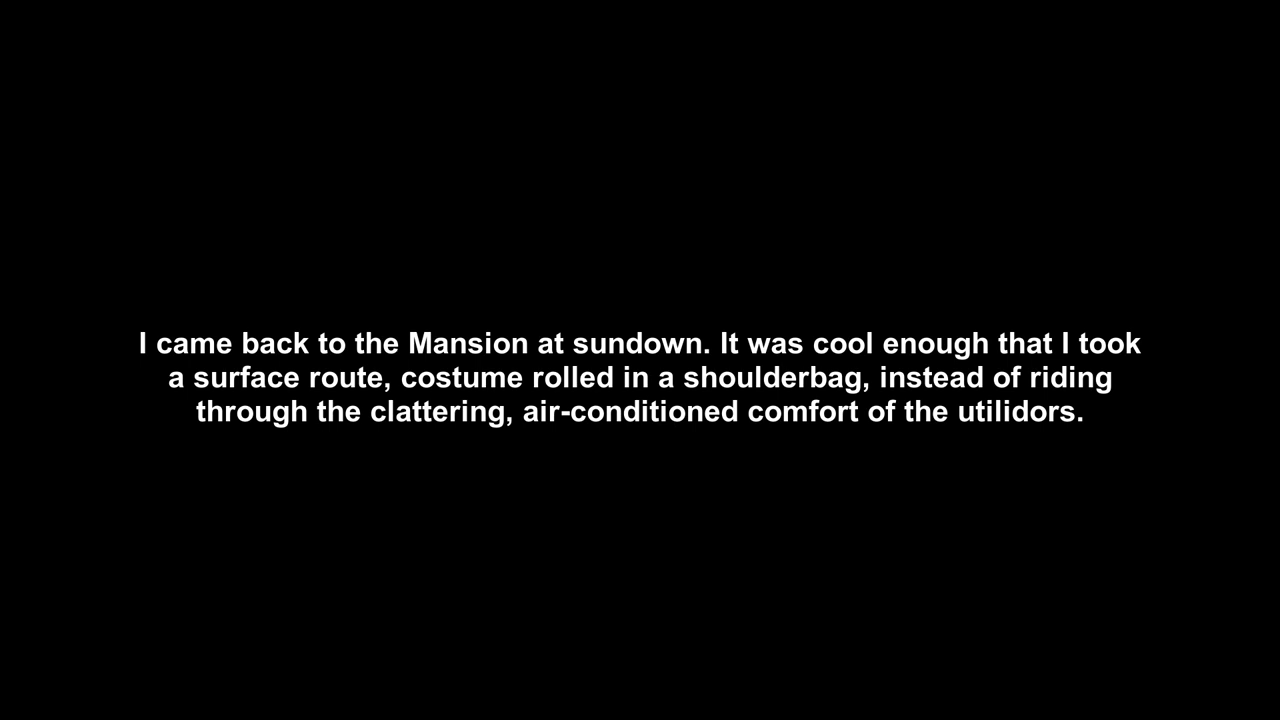 I came back to the Mansion at sundown. It was cool enough that I took
a surface route, costume rolled in a shoulderbag, instead of riding
through the clattering, air-conditioned comfort of the utilidors.